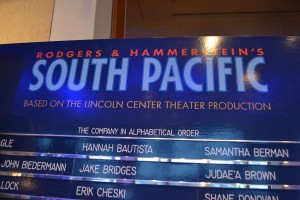 RODGERS & HAMMERSTEIN'S
SOUTH PACIFIC
BASED ON THE LINCOLN CENTER THEATER PRODUCTION
THE COMPANY IN ALPHABETICAL ORDER
GLE HANNAH BAUTISTA SAMANTHA BERMAN
JOHN BIEDERMANN JAKE BRIDGES JUDAE'A BROWN
LOCK ERIK CHESKI SHANE DONOVAN